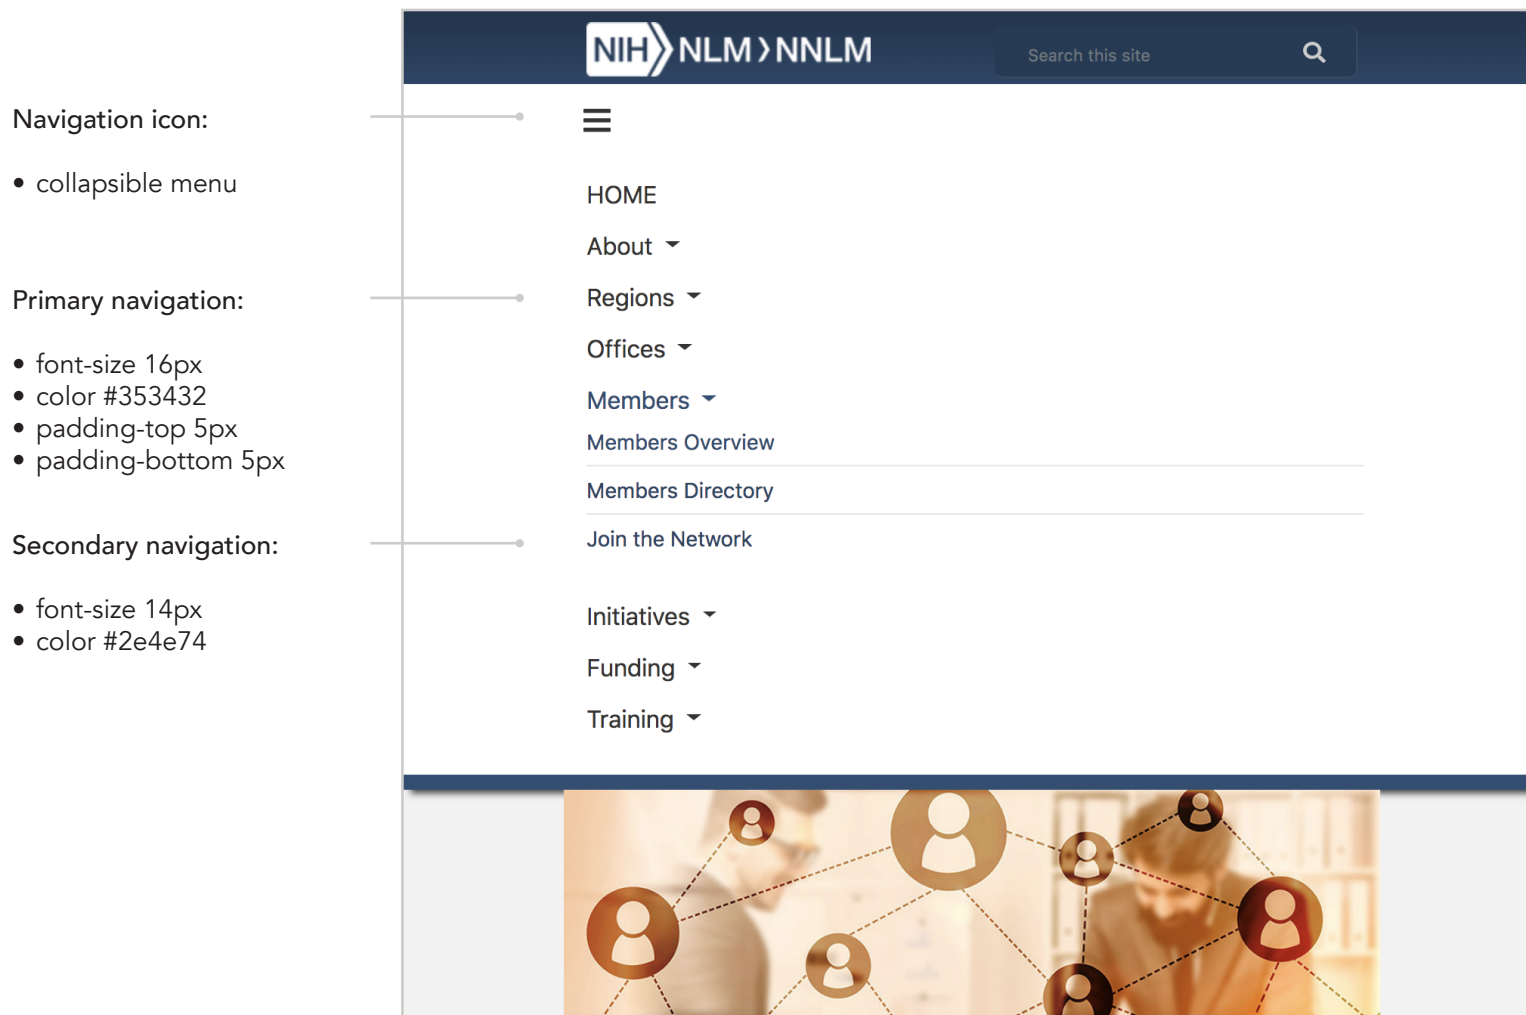 NIH NLM NNLM
Search this site
Navigation icon:
• collapsible menu
Primary navigation:
• font-size 16px
• color #353432
• padding-top 5px
• padding-bottom 5px
Secondary navigation:
• font-size 14px
• color #2e4e74
HOME
About
Regions
Offices
Members
Members Overview
Members Directory
Join the Network
Initiatives
Funding
Training